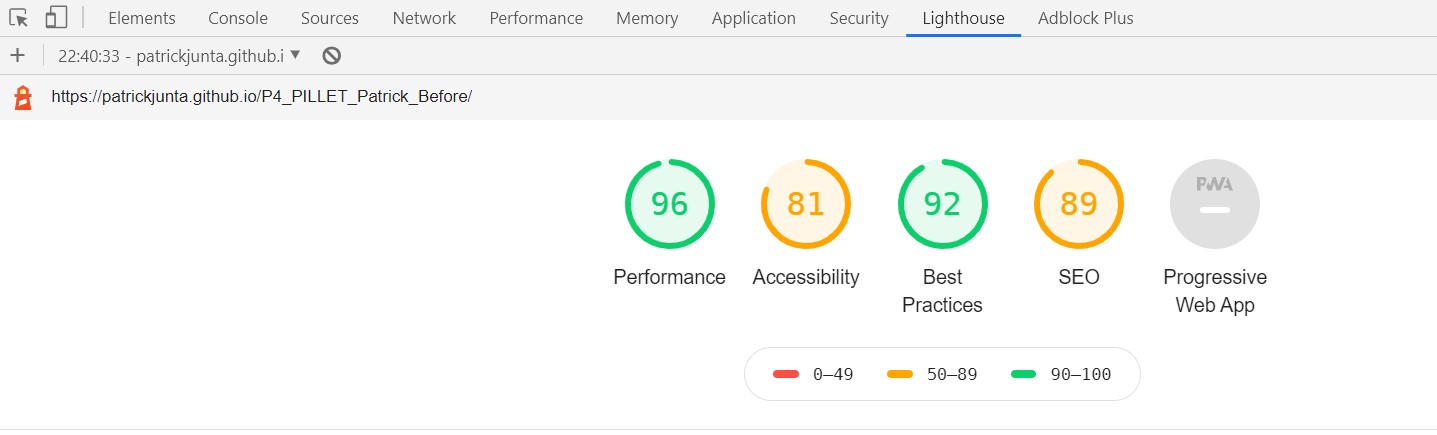 Elements Console Sources Network Performance Memory Application Security Lighthouse Adblock Plus
+ 22:40:33 - patrickjunta.github.i ▼
https://patrickjunta.github.io/P4_PILLET_Patrick_Before/
96 81 92 89 PWA
Performance Accessibility Best SEO Progressive
Practices Web App
0–49 50–89 90–100